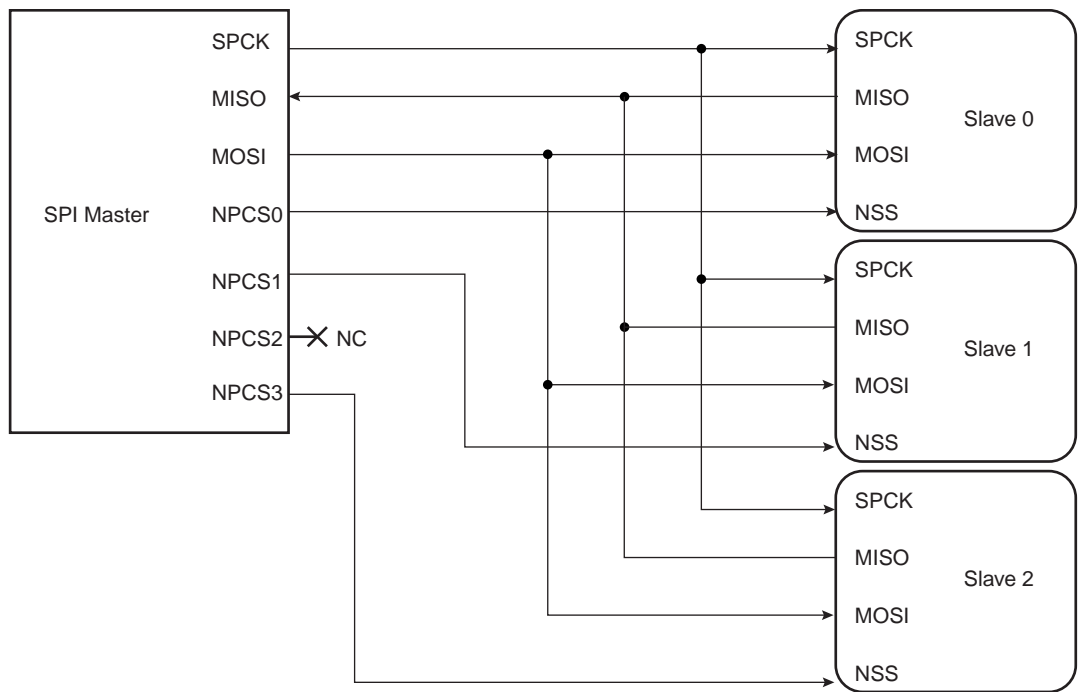 SPI Master
SPCK
MISO
MOSI
NPCS0
NPCS1
NPCS2
NC
NPCS3
SPCK
MISO
Slave 0
MOSI
NSS
SPCK
MISO
Slave 1
MOSI
NSS
SPCK
MISO
Slave 2
MOSI
NSS